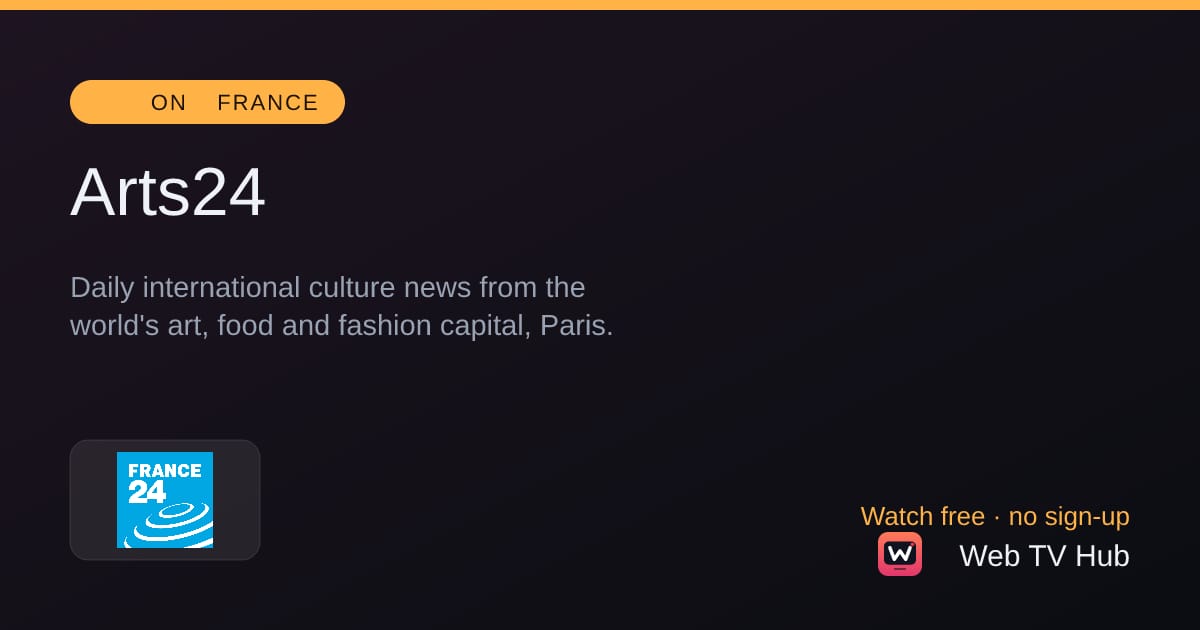 ON FRANCE
Arts24
Daily international culture news from the
world's art, food and fashion capital, Paris.
FRANCE
24
Watch free · no sign-up
W
Web TV Hub